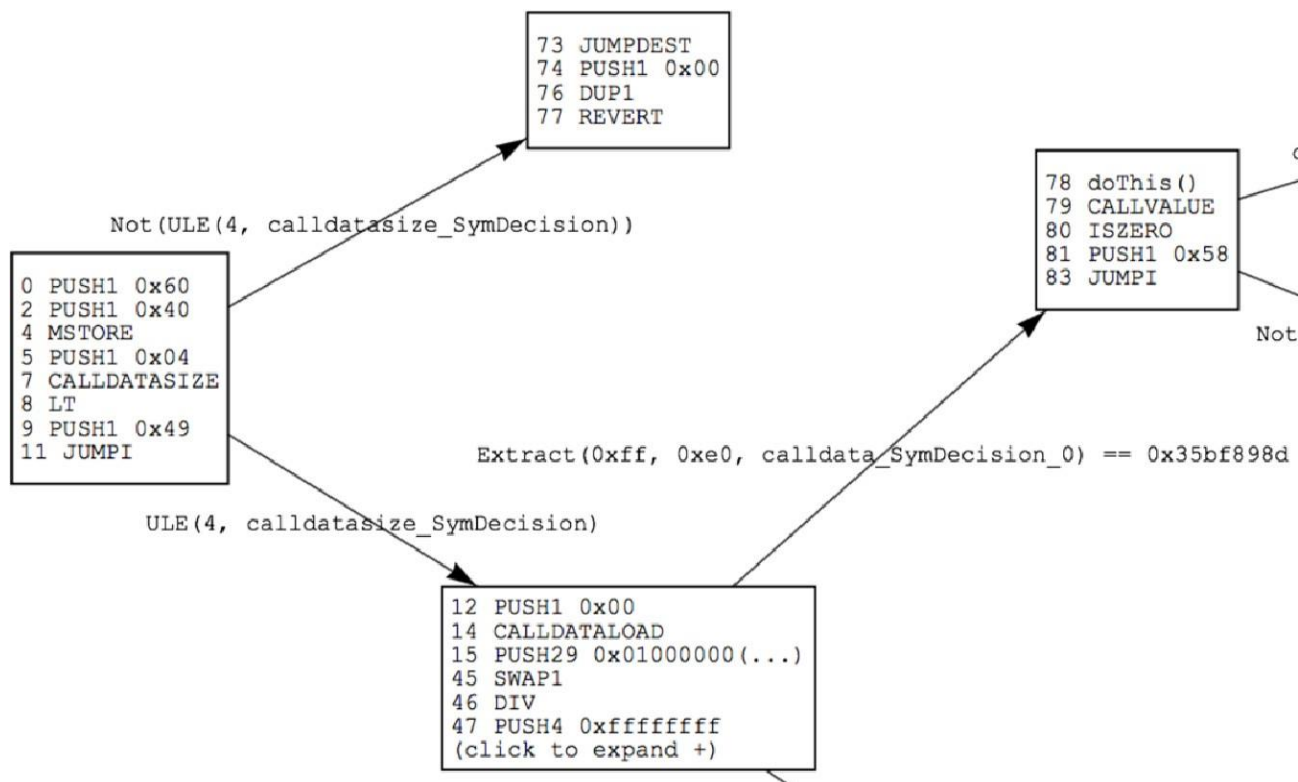 73 JUMPDEST
74 PUSH1 0x00
76 DUP1
77 REVERT
Not(ULE(4, calldatasize_SymDecision))
0 PUSH1 0x60
2 PUSH1 0x40
4 MSTORE
5 PUSH1 0x04
7 CALLDATASIZE
8 LT
9 PUSH1 0x49
11 JUMPI
ULE(4, calldatasize_SymDecision)
12 PUSH1 0x00
14 CALLDATALOAD
15 PUSH29 0x01000000(...)
45 SWAP1
46 DIV
47 PUSH4 0xffffffff
(click to expand +)
Extract(0xff, 0xe0, calldata_SymDecision_0) == 0x35bf898d
78 doThis()
79 CALLVALUE
80 ISZERO
81 PUSH1 0x58
83 JUMPI
Not